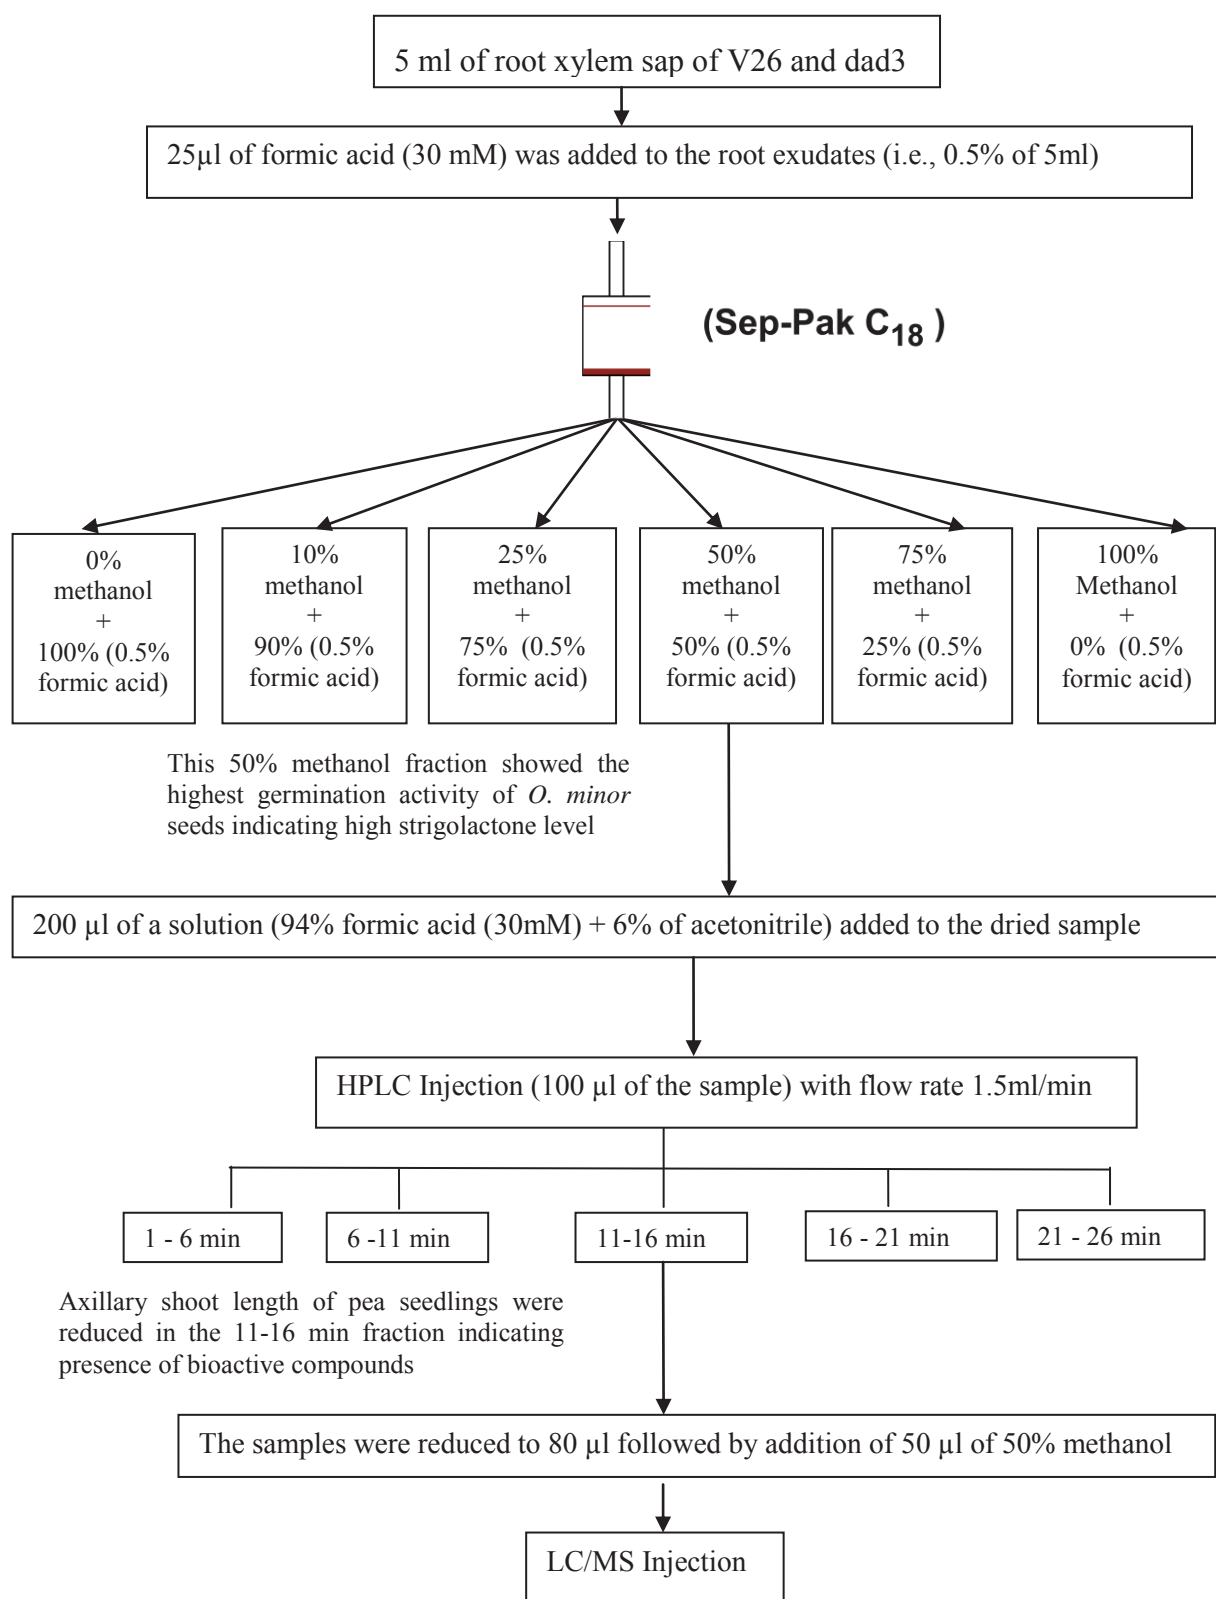 5 ml of root xylem sap of V26 and dad3
25µl of formic acid (30 mM) was added to the root exudates (i.e., 0.5% of 5ml)
(Sep-Pak C18 )
0%
methanol
+
100% (0.5%
formic acid)
10%
methanol
+
90% (0.5%
formic acid)
25%
methanol
+
75% (0.5%
formic acid)
50%
methanol
+
50% (0.5%
formic acid)
75%
methanol
+
25% (0.5%
formic acid)
100%
Methanol
+
0% (0.5%
formic acid)
This 50% methanol fraction showed the
highest germination activity of O. minor
seeds indicating high strigolactone level
200 µl of a solution (94% formic acid (30mM) + 6% of acetonitrile) added to the dried sample
HPLC Injection (100 µl of the sample) with flow rate 1.5ml/min
1 - 6 min
6 -11 min
11-16 min
16 - 21 min
21 - 26 min
Axillary shoot length of pea seedlings were
reduced in the 11-16 min fraction indicating
presence of bioactive compounds
The samples were reduced to 80 µl followed by addition of 50 µl of 50% methanol
LC/MS Injection